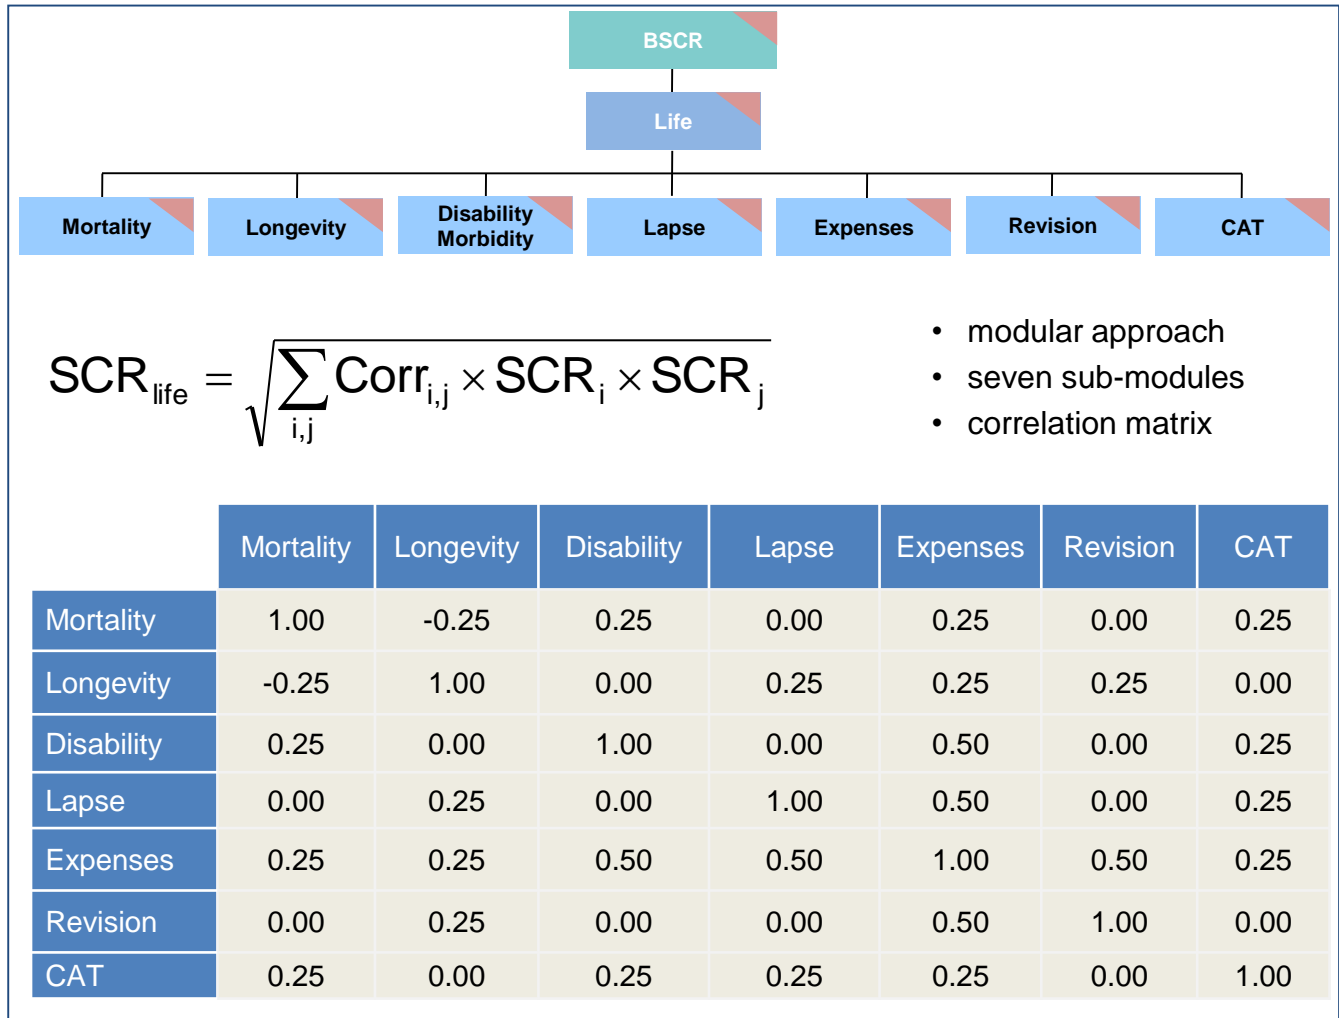 BSCR
Life
Mortality
Longevity
Disability
Morbidity
Lapse
Expenses
Revision
CAT
SCR_life = √∑_i,j Corr_i,j × SCR_i × SCR_j
• modular approach
• seven sub-modules
• correlation matrix
Mortality Longevity Disability Lapse Expenses Revision CAT
Mortality 1.00 -0.25 0.25 0.00 0.25 0.00 0.25
Longevity -0.25 1.00 0.00 0.25 0.25 0.25 0.00
Disability 0.25 0.00 1.00 0.00 0.50 0.00 0.25
Lapse 0.00 0.25 0.00 1.00 0.50 0.00 0.25
Expenses 0.25 0.25 0.50 0.50 1.00 0.50 0.25
Revision 0.00 0.25 0.00 0.00 0.50 1.00 0.00
CAT 0.25 0.00 0.25 0.25 0.25 0.00 1.00